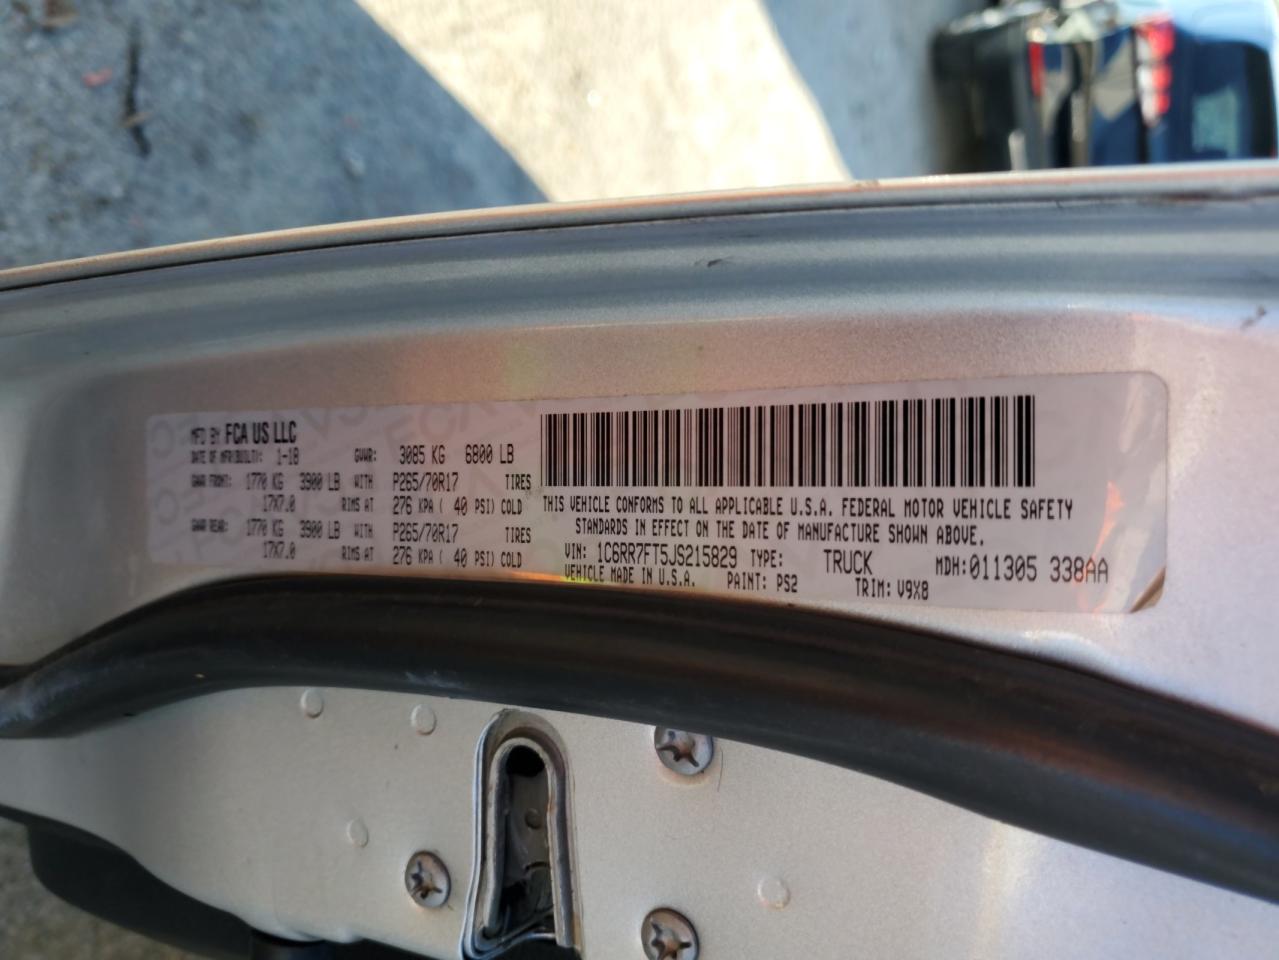 MFD BY FCA US LLC
DATE OF MFR(BUILT): 1-18 GVWR: 3085 KG 6800 LB
GAWR FRONT: 1770 KG 3900 LB WITH P265/70R17 TIRES
17X7.0 RIMS AT 276 KPA ( 40 PSI) COLD
GAWR REAR: 1770 KG 3900 LB WITH P265/70R17 TIRES
17X7.0 RIMS AT 276 KPA ( 40 PSI) COLD
THIS VEHICLE CONFORMS TO ALL APPLICABLE U.S.A. FEDERAL MOTOR VEHICLE SAFETY
STANDARDS IN EFFECT ON THE DATE OF MANUFACTURE SHOWN ABOVE.
VIN: 1C6RR7FT5JS215829 TYPE: TRUCK MDH:011305 338AA
VEHICLE MADE IN U.S.A. PAINT: PS2 TRIM: V9X8